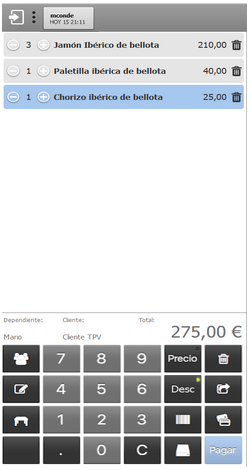 mconde
HOY 15 21:11
3 Jamón Ibérico de bellota 210,00
1 Paletilla ibérica de bellota 40,00
1 Chorizo ibérico de bellota 25,00
Dependiente: Cliente: Total:
Mario Cliente TPV 275,00 €
7 8 9 Precio
4 5 6 Desc
1 2 3
. 0 C Pagar